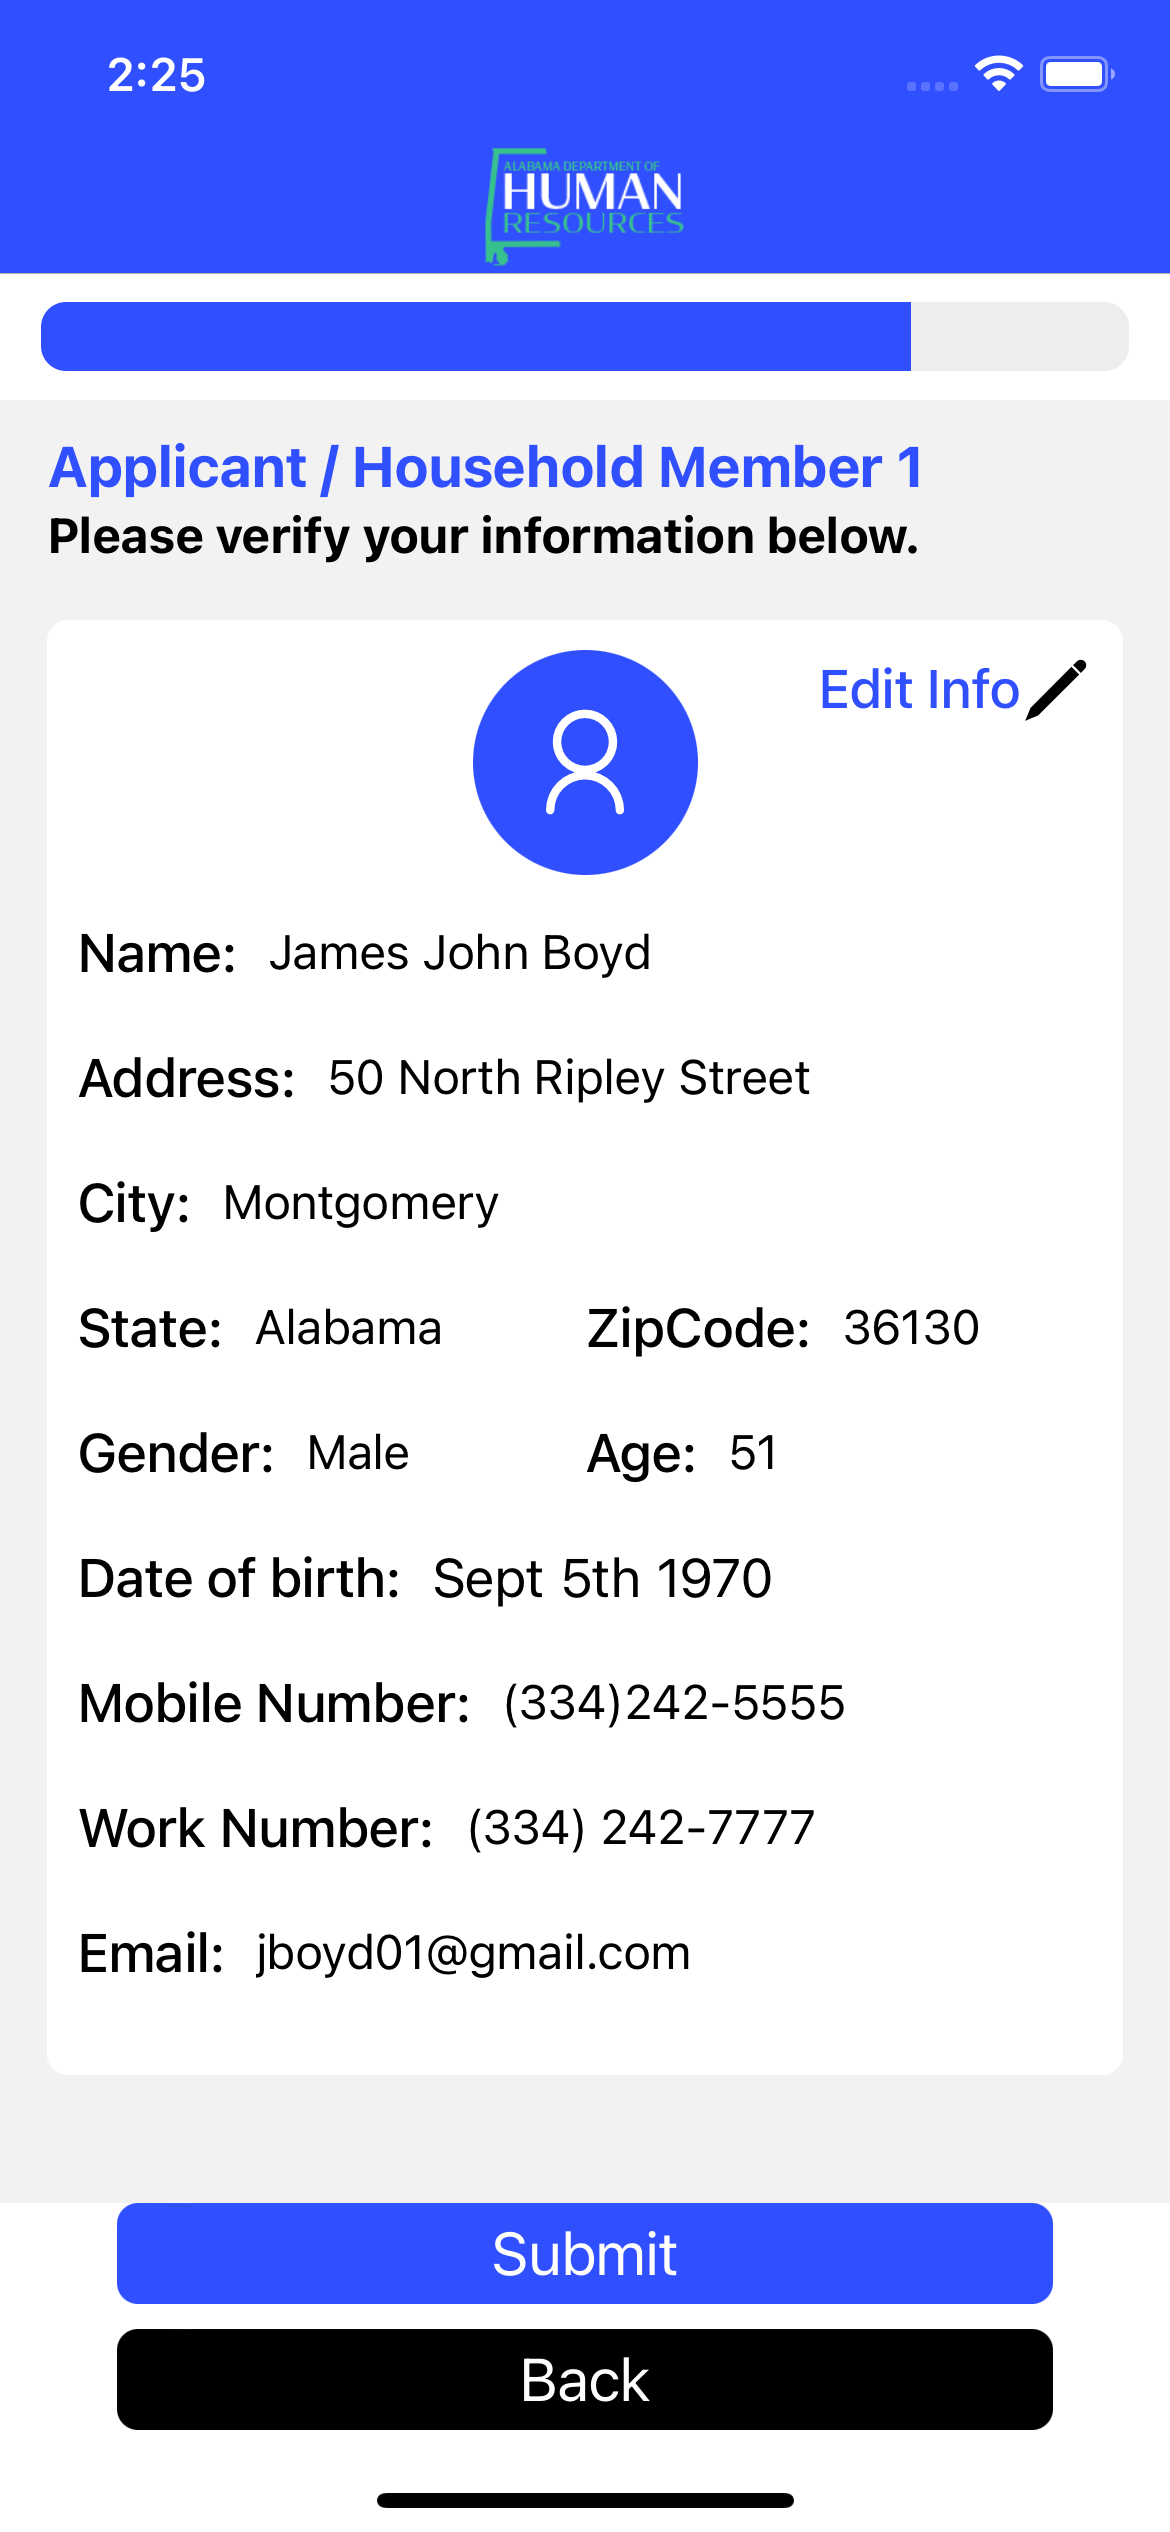 2:25
ALABAMA DEPARTMENT OF
HUMAN
RESOURCES
Applicant / Household Member 1
Please verify your information below.
Edit Info
Name: James John Boyd
Address: 50 North Ripley Street
City: Montgomery
State: Alabama ZipCode: 36130
Gender: Male Age: 51
Date of birth: Sept 5th 1970
Mobile Number: (334)242-5555
Work Number: (334) 242-7777
Email: jboyd01@gmail.com
Submit
Back